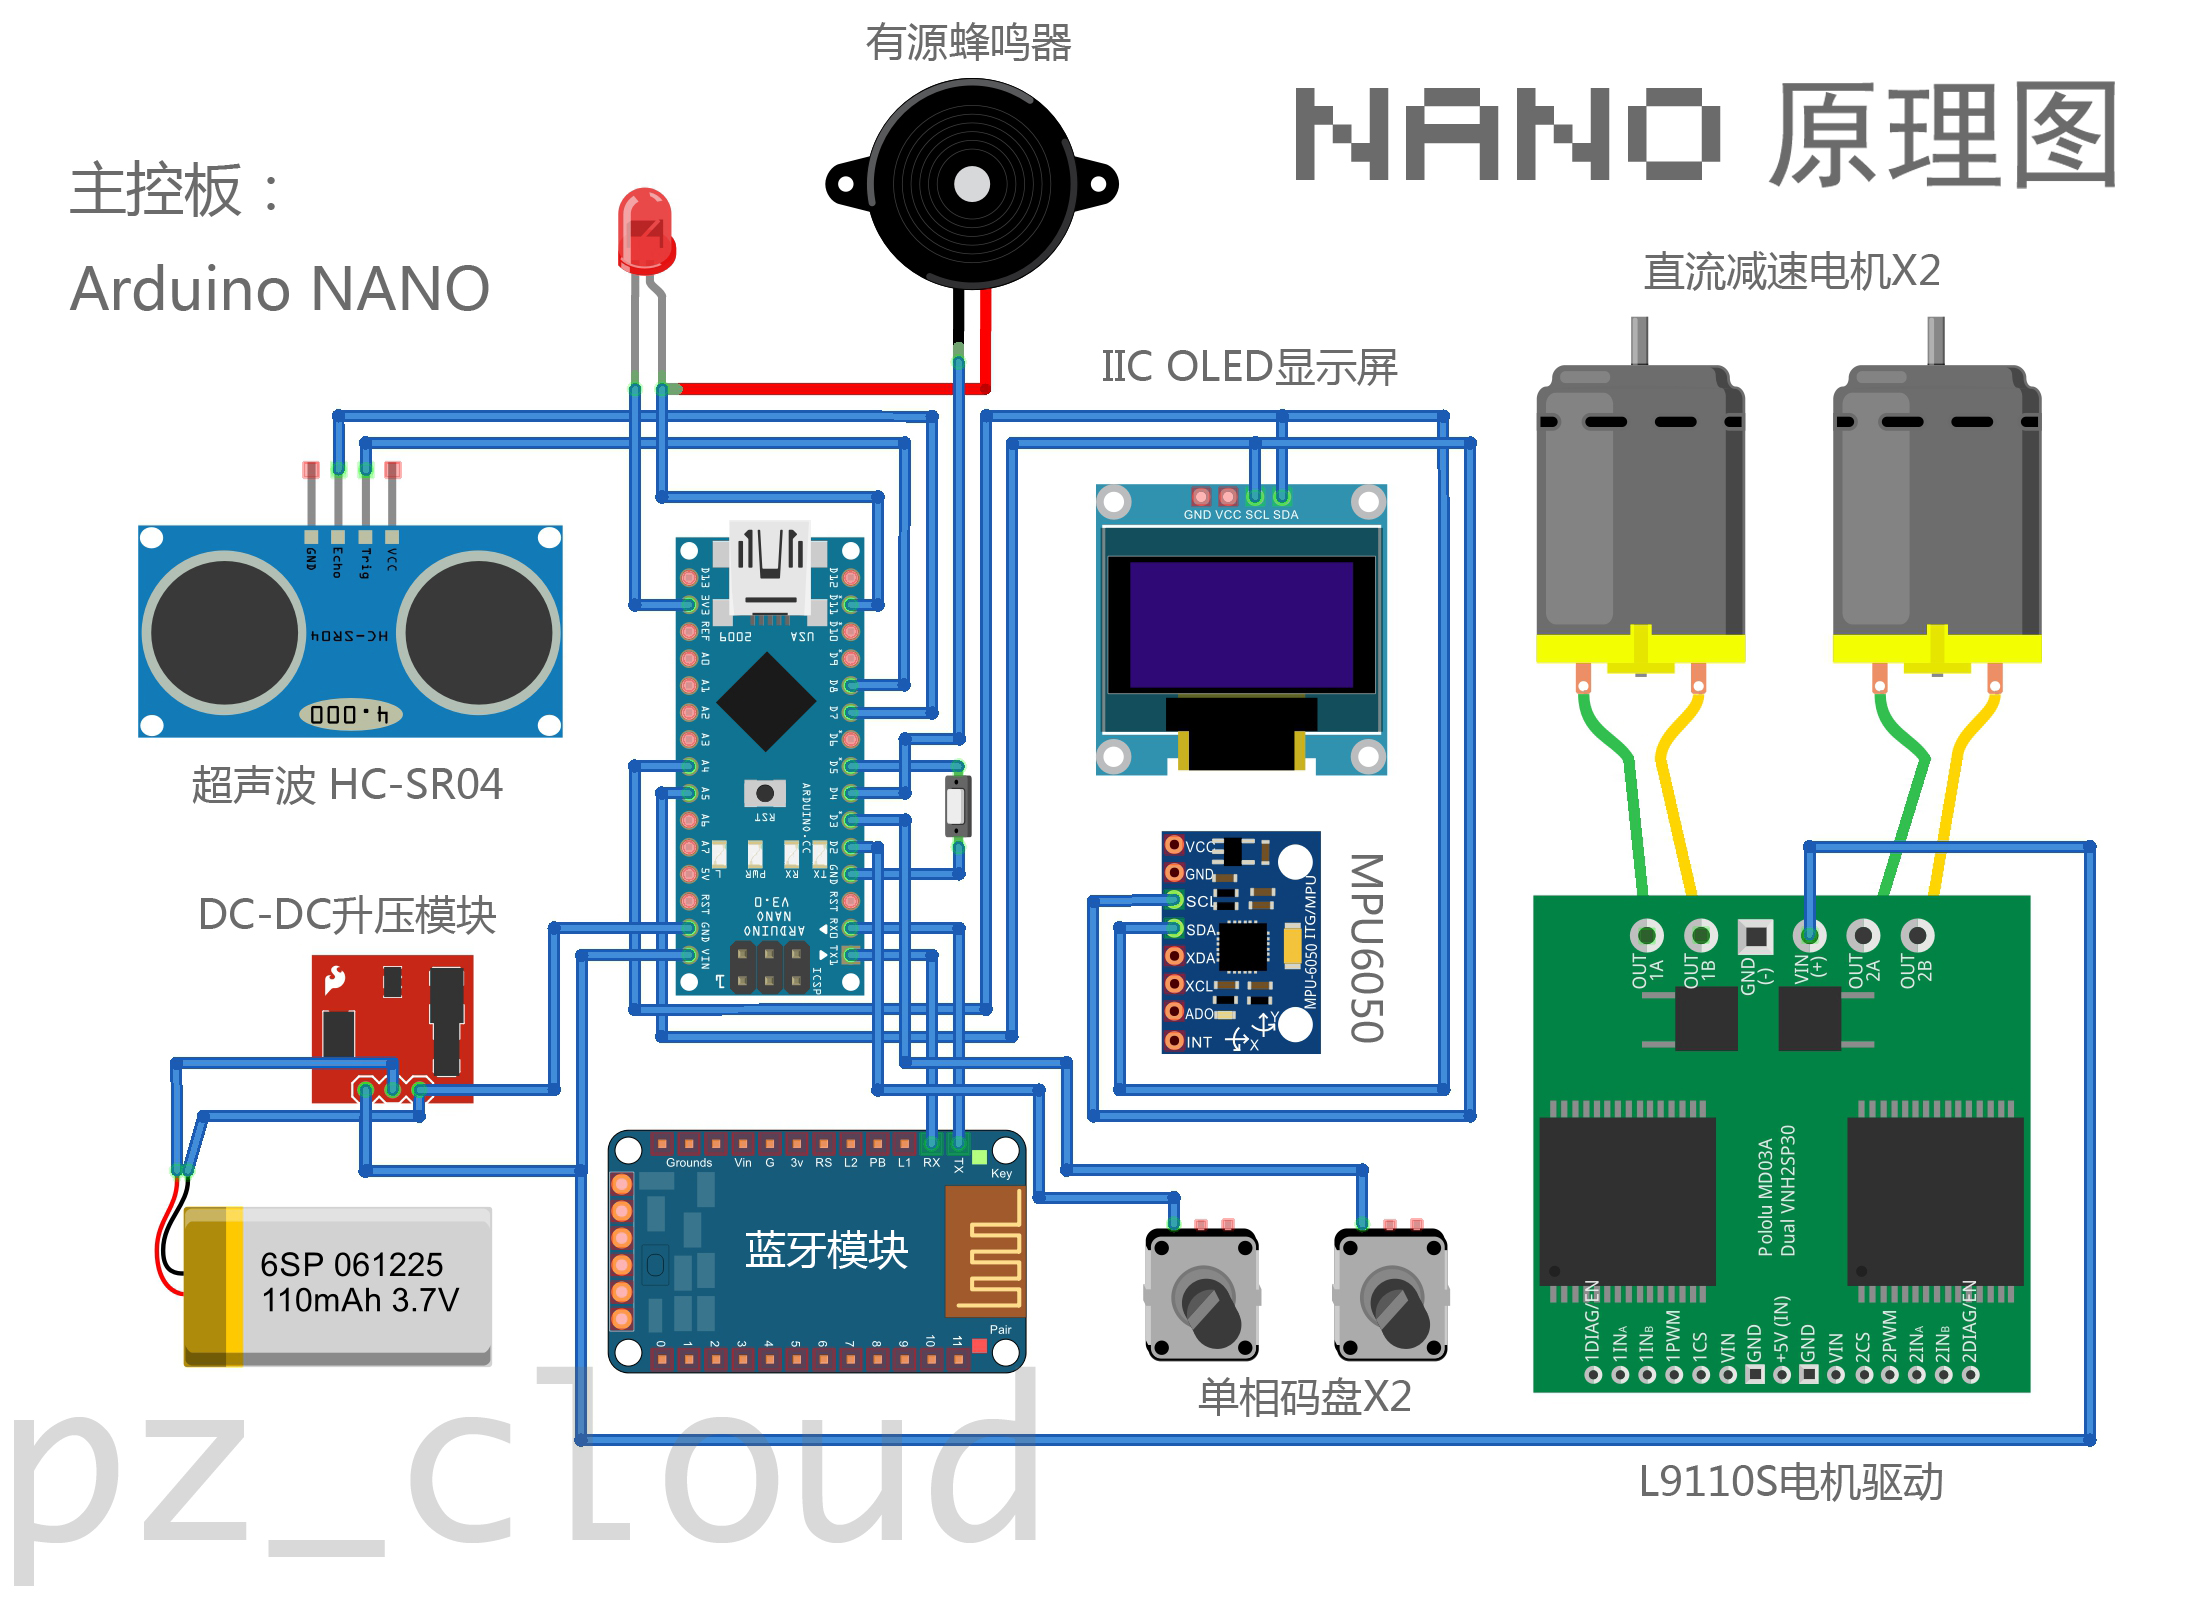 有源蜂鸣器
NANO 原理图
主控板：
Arduino NANO
直流减速电机X2
IIC OLED显示屏
GND VCC SCL SDA
GND Echo Trig VCC
HC-SR04
4.000
超声波 HC-SR04
D13 3V3 REF A0 A1 A2 A3 A4 A5 A6 A7 5V RST GND VIN
D12 D11 D10 D9 D8 D7 D6 D5 D4 D3 D2 GND RST RX0 TX1
2009 USA
RST
ARDUINO.CC
L PWR RX TX
ARDUINO
NANO
V3.0
ICSP
1
VCC
GND
SCL
SDA
XDA
XCL
ADO
INT
MPU-6050 ITG/MPU
Y
X
MPU6050
DC-DC升压模块
6SP 061225
110mAh 3.7V
Grounds Vin G 3v RS L2 PB L1 RX TX
Key
蓝牙模块
Pair
0 1 2 3 4 5 6 7 8 9 10 11
单相码盘X2
OUT 1A
OUT 1B
GND (-)
VIN (+)
OUT 2A
OUT 2B
Pololu MD03A
Dual VNH2SP30
1DIAG/EN 1INA 1INB 1PWM 1CS VIN GND +5V (IN) GND VIN 2CS 2PWM 2INA 2INB 2DIAG/EN
L9110S电机驱动
pz_cloud